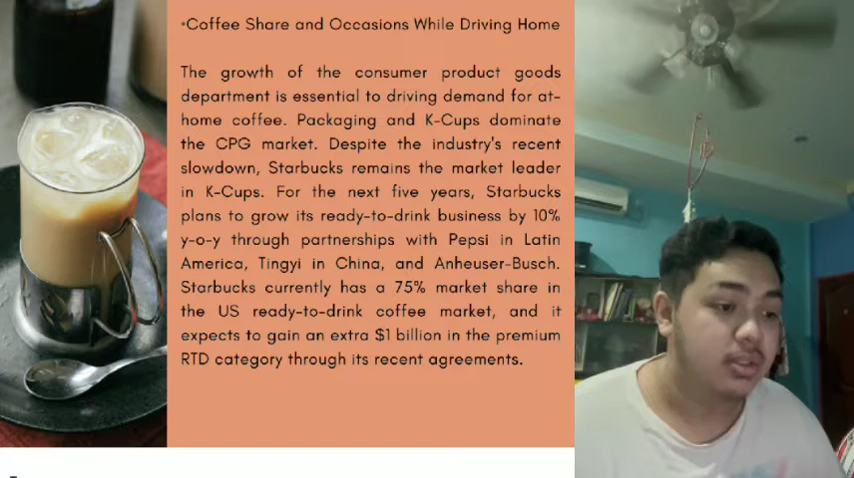 •Coffee Share and Occasions While Driving Home
The growth of the consumer product goods
department is essential to driving demand for at-
home coffee. Packaging and K-Cups dominate
the CPG market. Despite the industry's recent
slowdown, Starbucks remains the market leader
in K-Cups. For the next five years, Starbucks
plans to grow its ready-to-drink business by 10%
y-o-y through partnerships with Pepsi in Latin
America, Tingyi in China, and Anheuser-Busch.
Starbucks currently has a 75% market share in
the US ready-to-drink coffee market, and it
expects to gain an extra $1 billion in the premium
RTD category through its recent agreements.